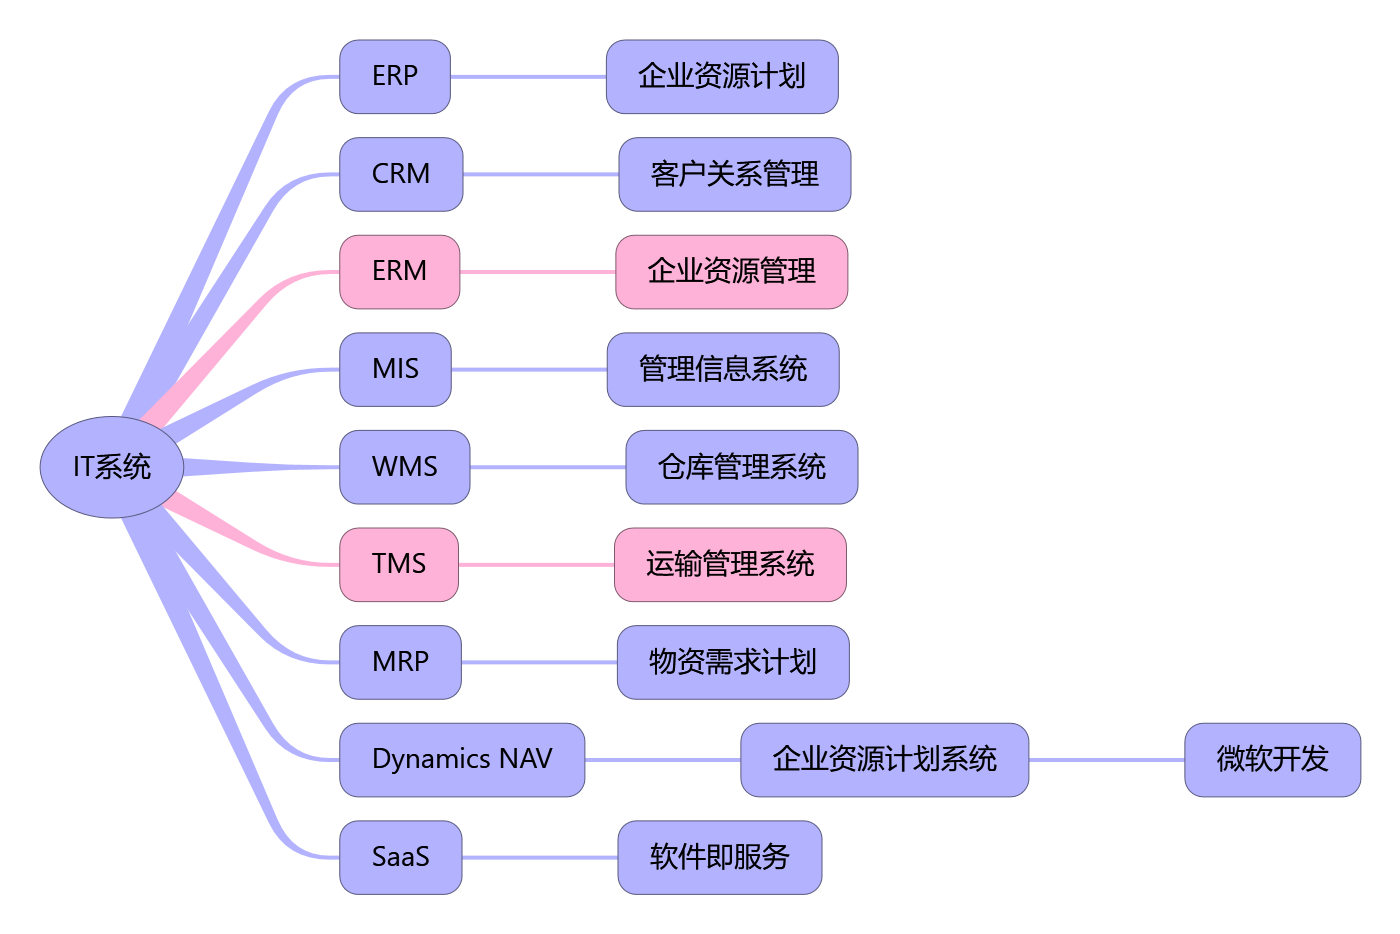 ERP
企业资源计划
CRM
客户关系管理
ERM
企业资源管理
MIS
管理信息系统
IT系统
WMS
仓库管理系统
TMS
运输管理系统
MRP
物资需求计划
Dynamics NAV
企业资源计划系统
微软开发
SaaS
软件即服务